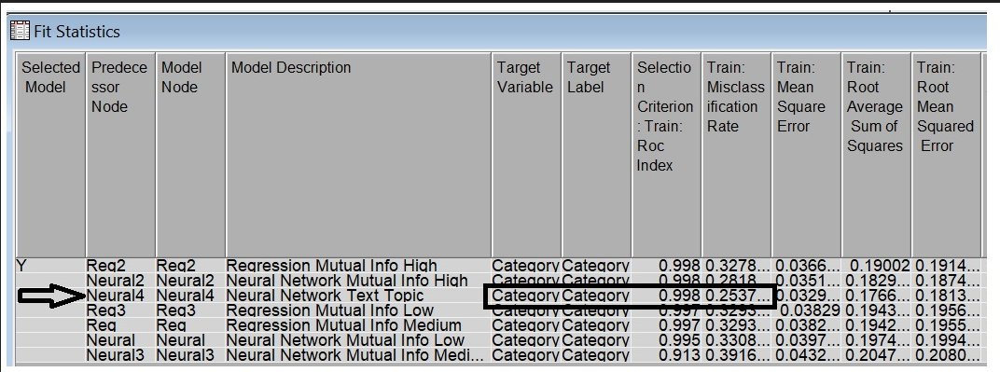 Fit Statistics
Selected Model Predece ssor Node Model Node Model Description Target Variable Target Label Selectio n Criterion : Train: Roc Index Train: Misclass ification Rate Train: Mean Square Error Train: Root Average Sum of Squares Train: Root Mean Squared Error
Y Reg2 Reg2 Regression Mutual Info High Category Category 0.998 0.3278... 0.0366... 0.19002 0.1914...
Neural2 Neural2 Neural Network Mutual Info High Category Category 0.998 0.2818... 0.0351... 0.1829... 0.1874...
Neural4 Neural4 Neural Network Text Topic Category Category 0.998 0.2537... 0.0329... 0.1766... 0.1813...
Reg3 Reg3 Regression Mutual Info Low Category Category 0.997 0.3293... 0.03829 0.1943... 0.1956...
Reg Reg Regression Mutual Info Medium Category Category 0.997 0.3293... 0.0382... 0.1942... 0.1955...
Neural Neural Neural Network Mutual Info Low Category Category 0.995 0.3308... 0.0397... 0.1974... 0.1994...
Neural3 Neural3 Neural Network Mutual Info Medi... Category Category 0.913 0.3916... 0.0432... 0.2047... 0.2080...